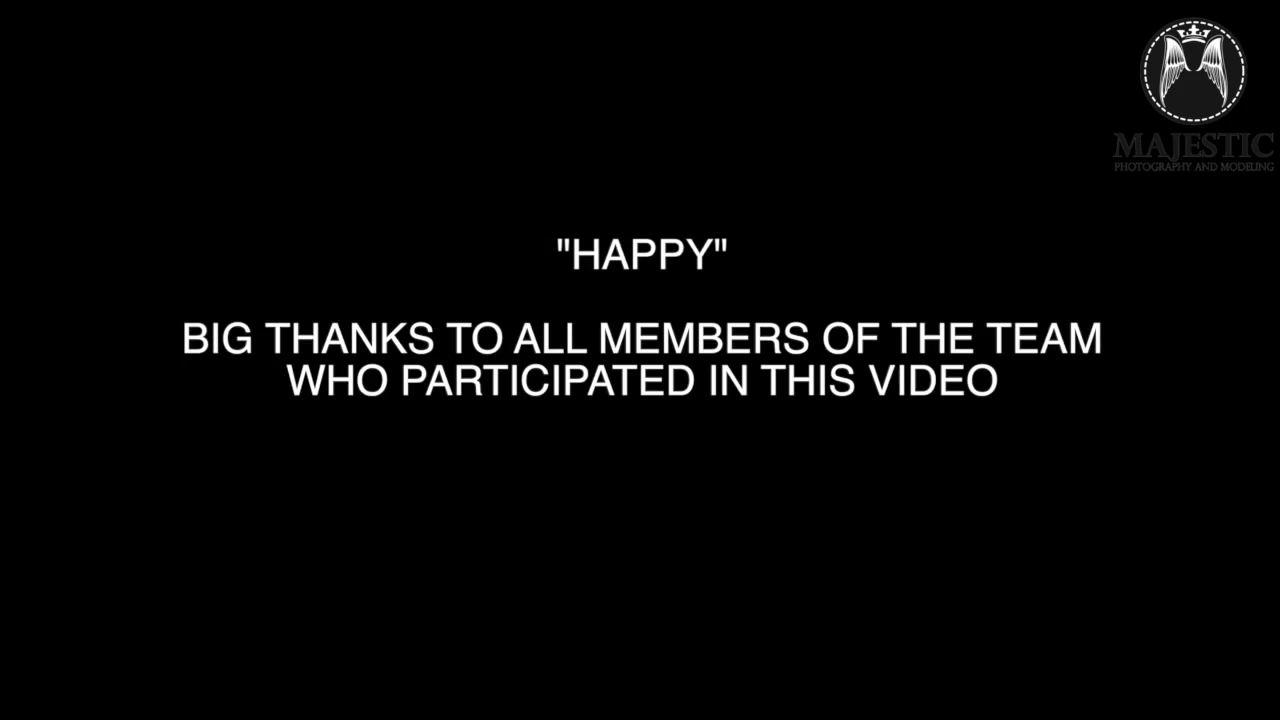 MAJESTIC
PHOTOGRAPHY AND MODELING
"HAPPY"
BIG THANKS TO ALL MEMBERS OF THE TEAM
WHO PARTICIPATED IN THIS VIDEO